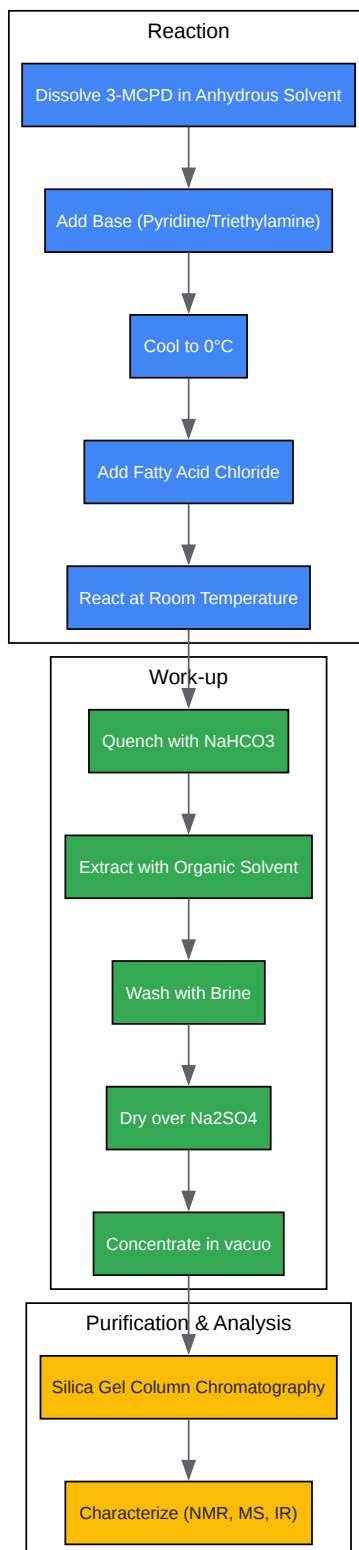 Reaction
Dissolve 3-MCPD in Anhydrous Solvent
Add Base (Pyridine/Triethylamine)
Cool to 0°C
Add Fatty Acid Chloride
React at Room Temperature
Work-up
Quench with NaHCO3
Extract with Organic Solvent
Wash with Brine
Dry over Na2SO4
Concentrate in vacuo
Purification & Analysis
Silica Gel Column Chromatography
Characterize (NMR, MS, IR)